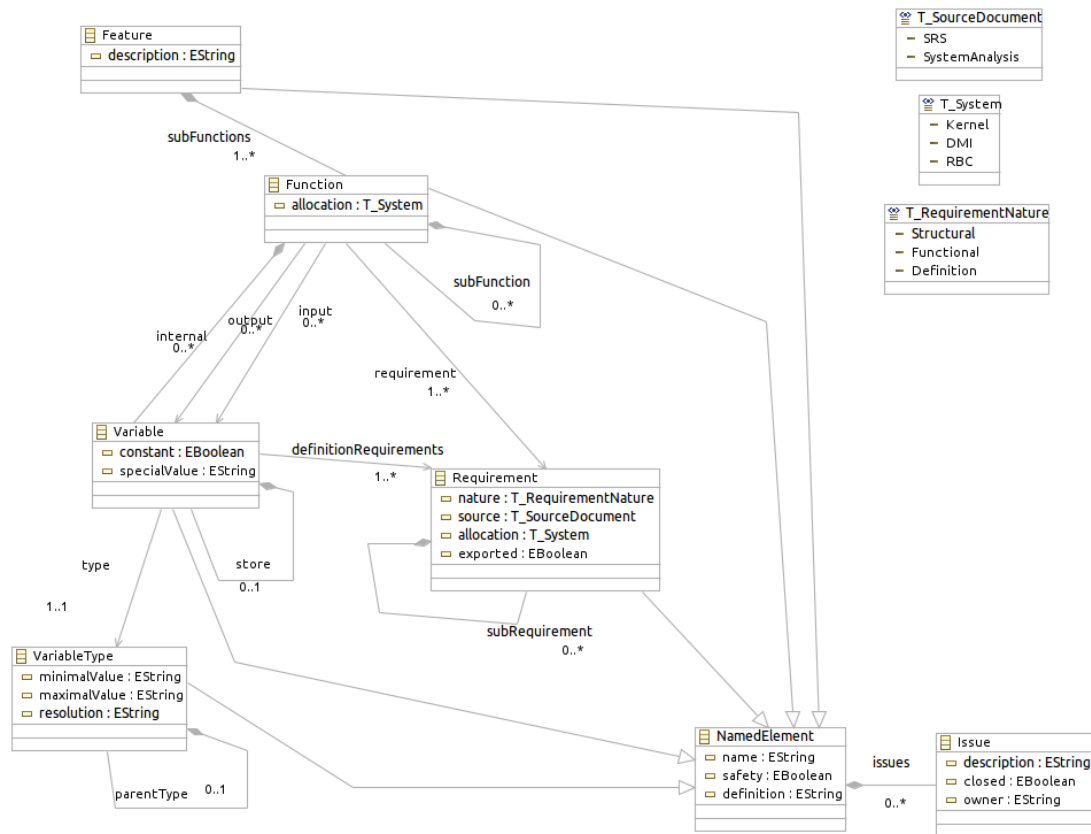 Feature
description : EString
T_SourceDocument
SRS
SystemAnalysis
T_System
Kernel
DMI
RBC
T_RequirementNature
Structural
Functional
Definition
subFunctions
1..*
Function
allocation : T_System
subFunction
0..*
internal
0..*
output
0..*
input
0..*
requirement
1..*
Variable
constant : EBoolean
specialValue : EString
definitionRequirements
1..*
Requirement
nature : T_RequirementNature
source : T_SourceDocument
allocation : T_System
exported : EBoolean
type
1..1
store
0..1
subRequirement
0..*
VariableType
minimalValue : EString
maximalValue : EString
resolution : EString
parentType
0..1
NamedElement
name : EString
safety : EBoolean
definition : EString
issues
0..*
Issue
description : EString
closed : EBoolean
owner : EString